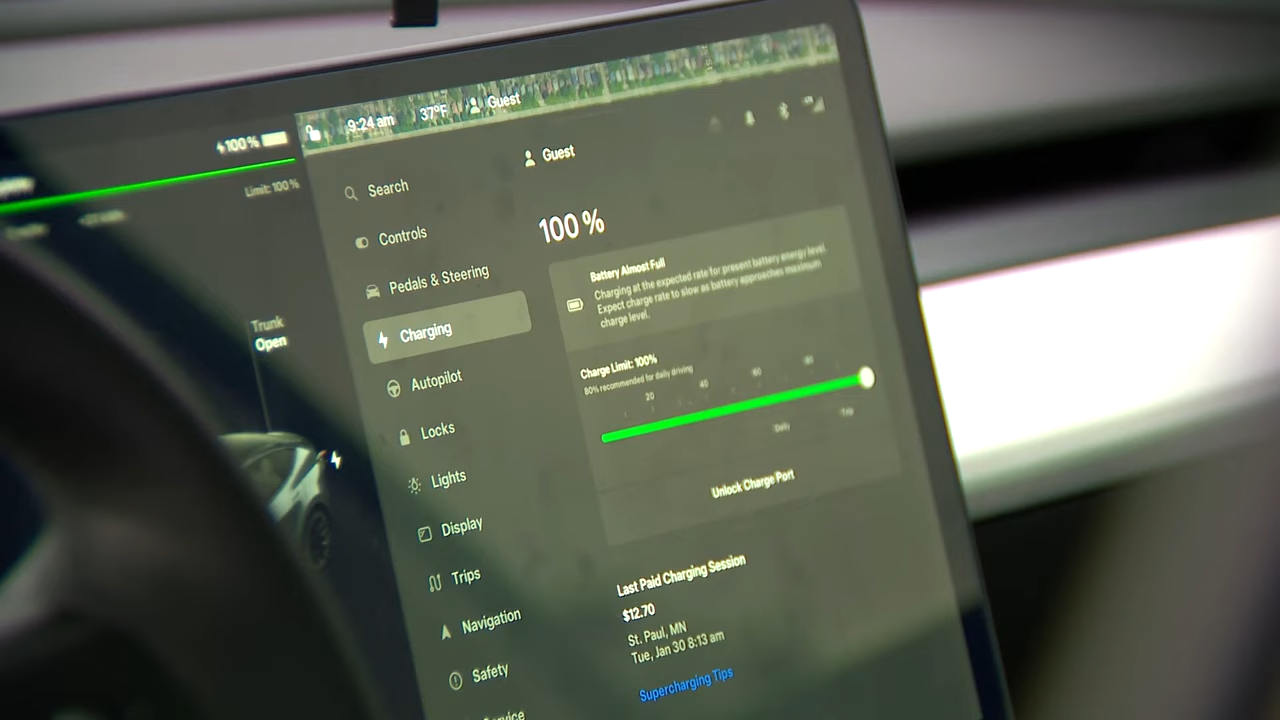 100%
Limit: 100%
Trunk
Open
9:24 am 37°F Guest
Guest
Search
Controls
Pedals & Steering
Charging
Autopilot
Locks
Lights
Display
Trips
Navigation
Safety
Service
100 %
Battery Almost Full
Charging at the expected rate for present battery energy level.
Expect charge rate to slow as battery approaches maximum
charge level.
Charge Limit: 100%
80% recommended for daily driving
20 40 60 80
Daily Trip
Unlock Charge Port
Last Paid Charging Session
$12.70
St. Paul, MN
Tue, Jan 30 8:13 am
Supercharging Tips